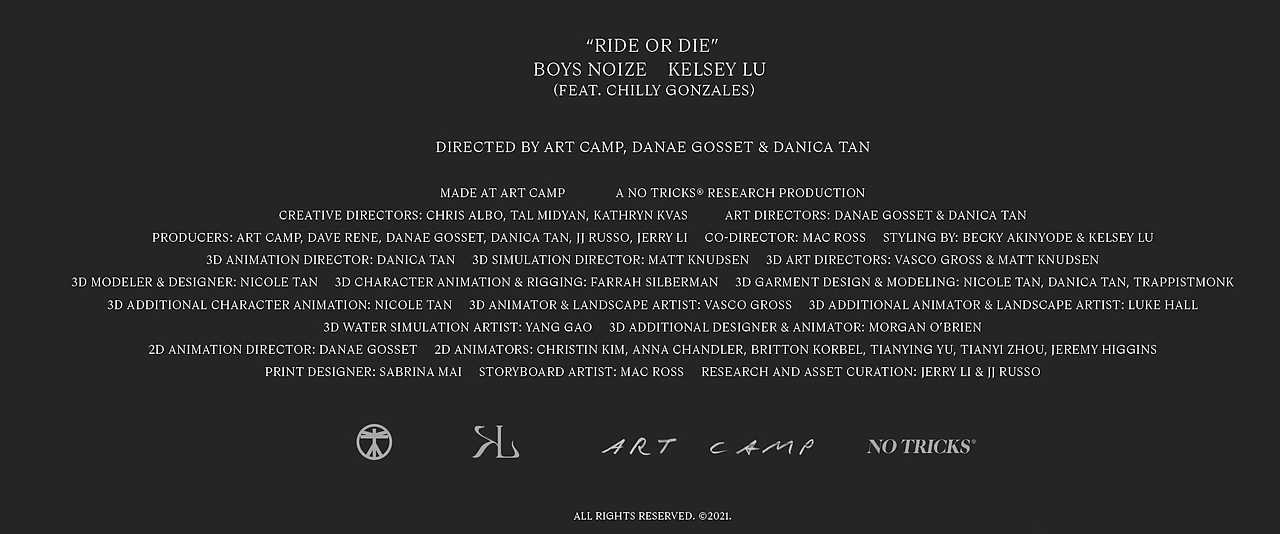 “RIDE OR DIE”
BOYS NOIZE KELSEY LU
(FEAT. CHILLY GONZALES)
DIRECTED BY ART CAMP, DANAE GOSSET & DANICA TAN
MADE AT ART CAMP A NO TRICKS® RESEARCH PRODUCTION
CREATIVE DIRECTORS: CHRIS ALBO, TAL MIDYAN, KATHRYN KVAS ART DIRECTORS: DANAE GOSSET & DANICA TAN
PRODUCERS: ART CAMP, DAVE RENE, DANAE GOSSET, DANICA TAN, JJ RUSSO, JERRY LI CO-DIRECTOR: MAC ROSS STYLING BY: BECKY AKINYODE & KELSEY LU
3D ANIMATION DIRECTOR: DANICA TAN 3D SIMULATION DIRECTOR: MATT KNUDSEN 3D ART DIRECTORS: VASCO GROSS & MATT KNUDSEN
3D MODELER & DESIGNER: NICOLE TAN 3D CHARACTER ANIMATION & RIGGING: FARRAH SILBERMAN 3D GARMENT DESIGN & MODELING: NICOLE TAN, DANICA TAN, TRAPPISTMONK
3D ADDITIONAL CHARACTER ANIMATION: NICOLE TAN 3D ANIMATOR & LANDSCAPE ARTIST: VASCO GROSS 3D ADDITIONAL ANIMATOR & LANDSCAPE ARTIST: LUKE HALL
3D WATER SIMULATION ARTIST: YANG GAO 3D ADDITIONAL DESIGNER & ANIMATOR: MORGAN O’BRIEN
2D ANIMATION DIRECTOR: DANAE GOSSET 2D ANIMATORS: CHRISTIN KIM, ANNA CHANDLER, BRITTON KORBEL, TIANYING YU, TIANYI ZHOU, JEREMY HIGGINS
PRINT DESIGNER: SABRINA MAI STORYBOARD ARTIST: MAC ROSS RESEARCH AND ASSET CURATION: JERRY LI & JJ RUSSO
KL ART CAMP NO TRICKS®
ALL RIGHTS RESERVED. ©2021.